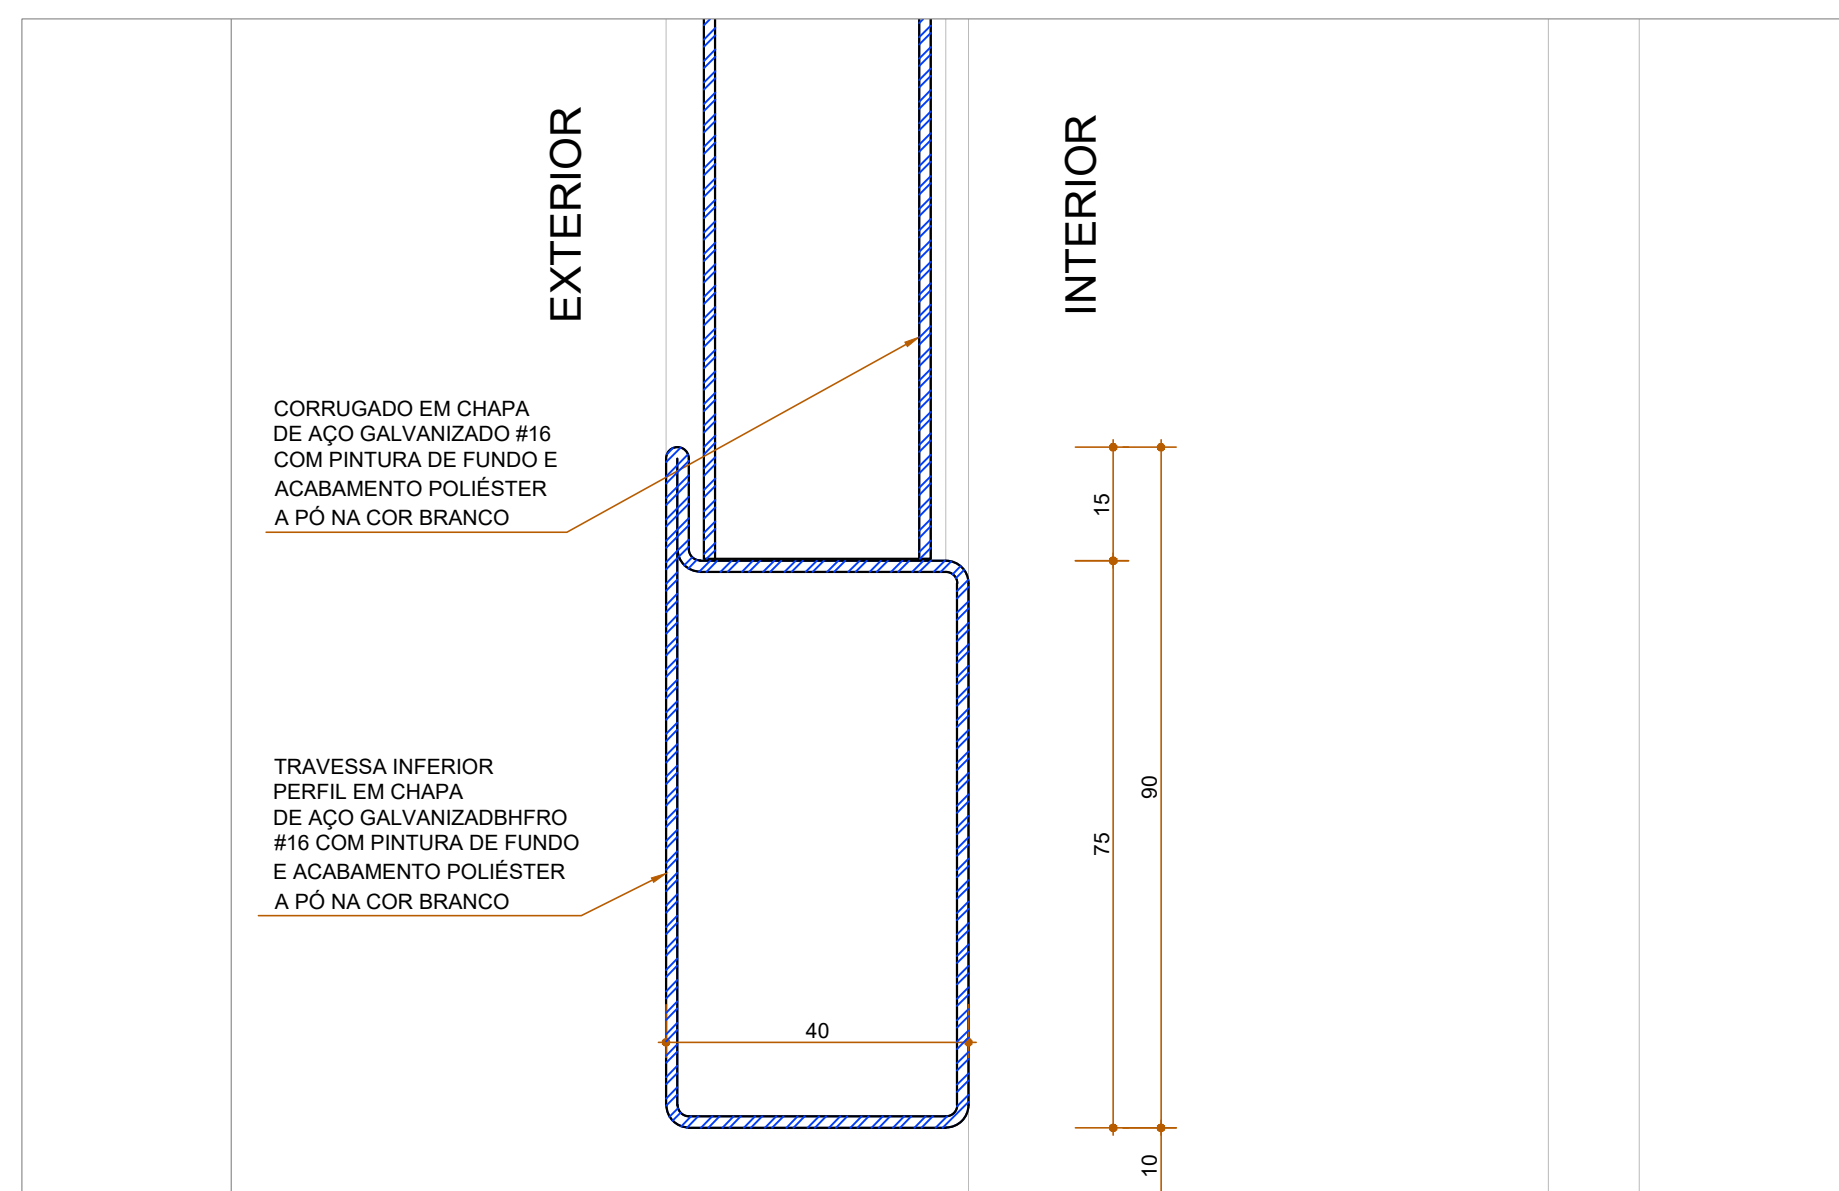 EXTERIOR
INTERIOR
CORRUGADO EM CHAPA
DE AÇO GALVANIZADO #16
COM PINTURA DE FUNDO E
ACABAMENTO POLIÉSTER
A PÓ NA COR BRANCO
15
TRAVESSA INFERIOR
PERFIL EM CHAPA
DE AÇO GALVANIZADBHFRO
#16 COM PINTURA DE FUNDO
E ACABAMENTO POLIÉSTER
A PÓ NA COR BRANCO
90
75
40
10